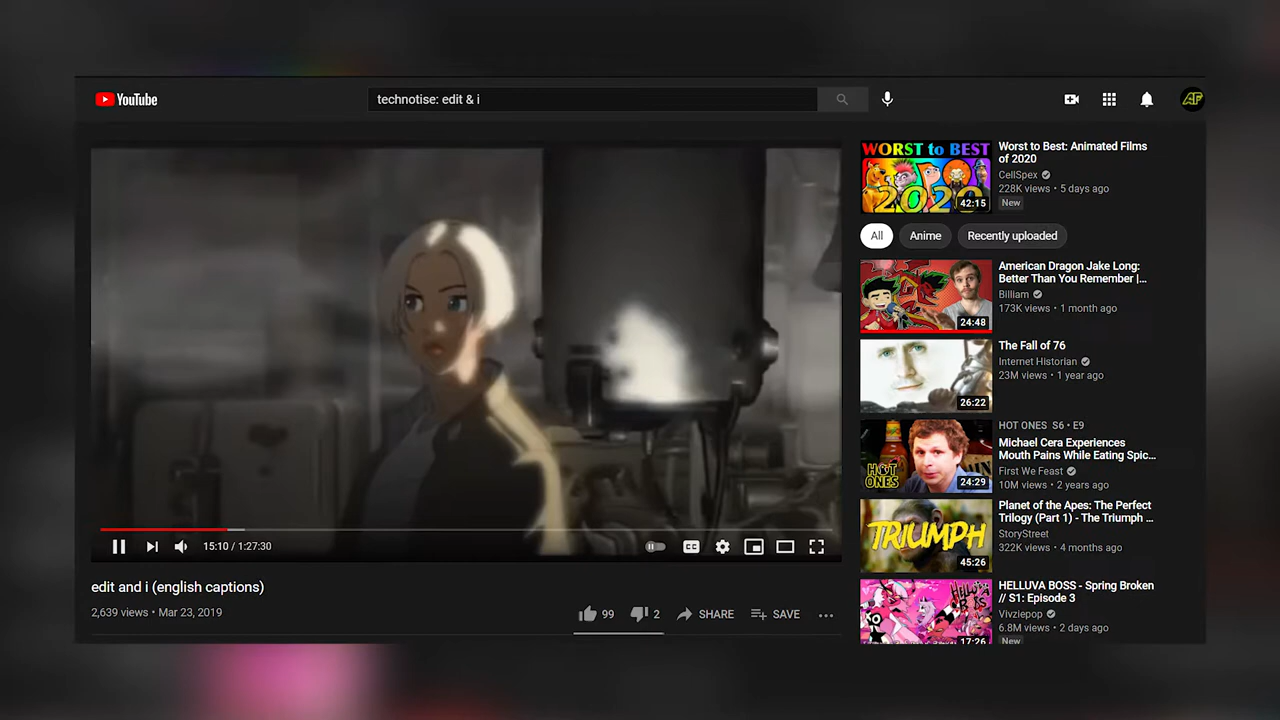 YouTube
technotise: edit & i
AF
15:10 / 1:27:30
CC
edit and i (english captions)
2,639 views • Mar 23, 2019
99
2
SHARE
SAVE
WORST to BEST
2020
42:15
Worst to Best: Animated Films
of 2020
CellSpex
228K views • 5 days ago
New
All
Anime
Recently uploaded
24:48
American Dragon Jake Long:
Better Than You Remember |...
Billiam
173K views • 1 month ago
26:22
The Fall of 76
Internet Historian
23M views • 1 year ago
HOT
ONES
24:29
HOT ONES S6 • E9
Michael Cera Experiences
Mouth Pains While Eating Spic...
First We Feast
10M views • 2 years ago
TRIUMPH
45:26
Planet of the Apes: The Perfect
Trilogy (Part 1) - The Triumph ...
StoryStreet
322K views • 4 months ago
17:26
HELLUVA BOSS - Spring Broken
// S1: Episode 3
Vivziepop
6.8M views • 2 days ago
New